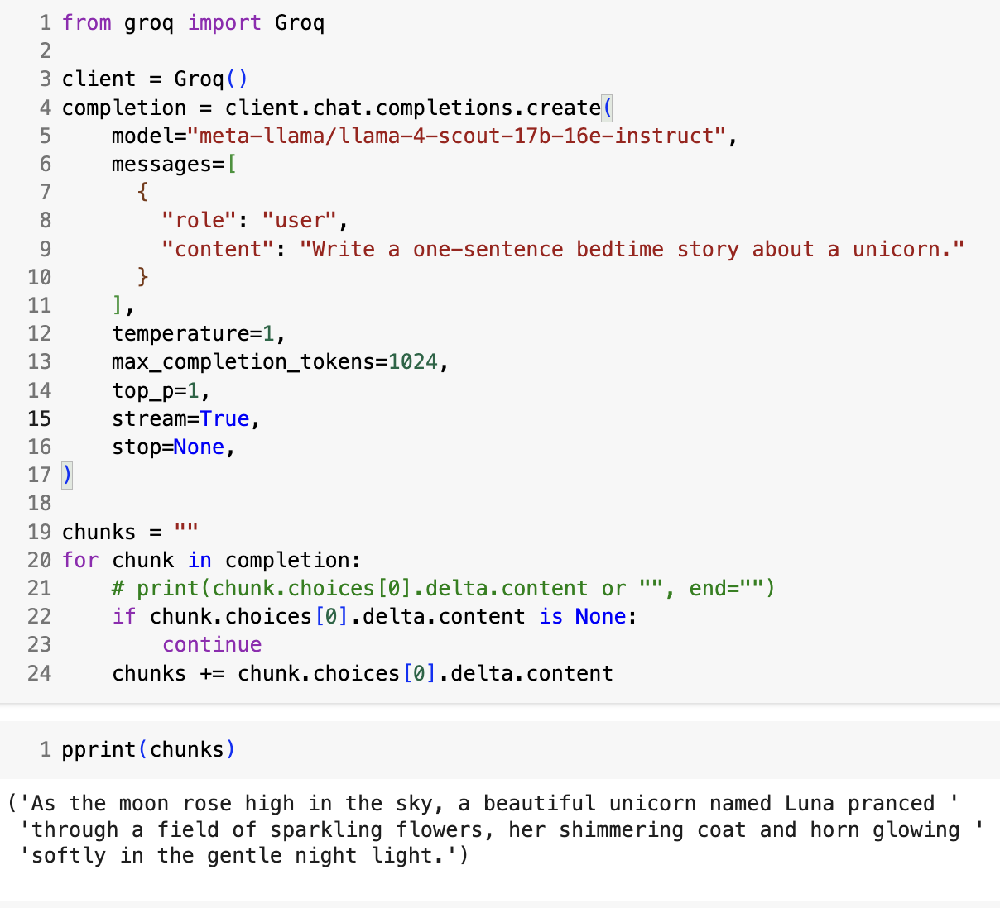 1 from groq import Groq
2
3 client = Groq()
4 completion = client.chat.completions.create(
5     model="meta-llama/llama-4-scout-17b-16e-instruct",
6     messages=[
7       {
8         "role": "user",
9         "content": "Write a one-sentence bedtime story about a unicorn."
10       }
11     ],
12     temperature=1,
13     max_completion_tokens=1024,
14     top_p=1,
15     stream=True,
16     stop=None,
17 )
18
19 chunks = ""
20 for chunk in completion:
21     # print(chunk.choices[0].delta.content or "", end="")
22     if chunk.choices[0].delta.content is None:
23         continue
24     chunks += chunk.choices[0].delta.content
1 pprint(chunks)
('As the moon rose high in the sky, a beautiful unicorn named Luna pranced '
 'through a field of sparkling flowers, her shimmering coat and horn glowing '
 'softly in the gentle night light.')